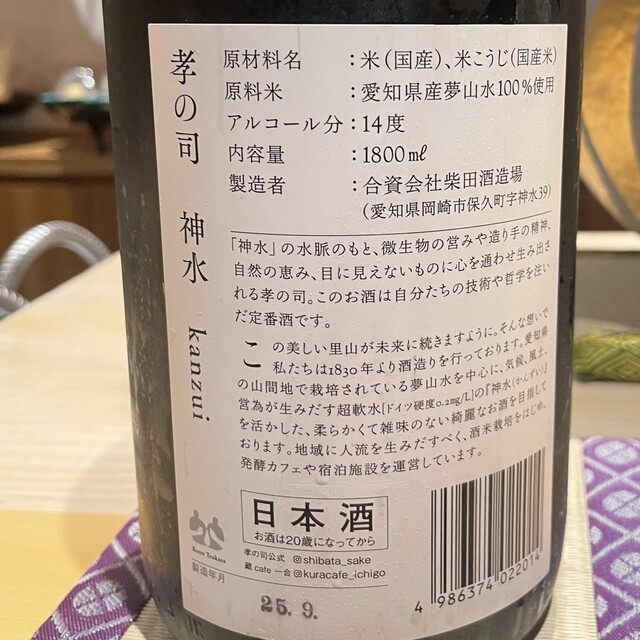 孝の司 神水 kanzui
原材料名 : 米(国産)、米こうじ(国産米)
原料米 : 愛知県産夢山水100%使用
アルコール分 : 14度
内容量 : 1800㎖
製造者 : 合資会社柴田酒造場
(愛知県岡崎市保久町字神水39)
「神水」の水脈のもと、微生物の営みや造り手の精神、
自然の恵み、目に見えないものに心を通わせ生み出さ
れる孝の司。このお酒は自分たちの技術や哲学を注い
だ定番酒です。
この美しい里山が未来に続きますように。そんな想いで
私たちは1830年より酒造りを行っております。愛知県
の山間地で栽培されている夢山水を中心に、気候、風土、
営為が生みだす超軟水[ドイツ硬度0.2mg/L]の『神水(かんずい)』
を活かした、柔らかくて雑味のない綺麗なお酒を目指して
おります。地域に人流を生みだすべく、酒米栽培をはじめ、
発酵カフェや宿泊施設を運営しています。
日本酒
お酒は20歳になってから
孝の司公式 @shibata_sake
蔵cafe 一合 @kuracafe_ichigo
Kouno Tsukasa
製造年月
25.9.
4 986374 022014